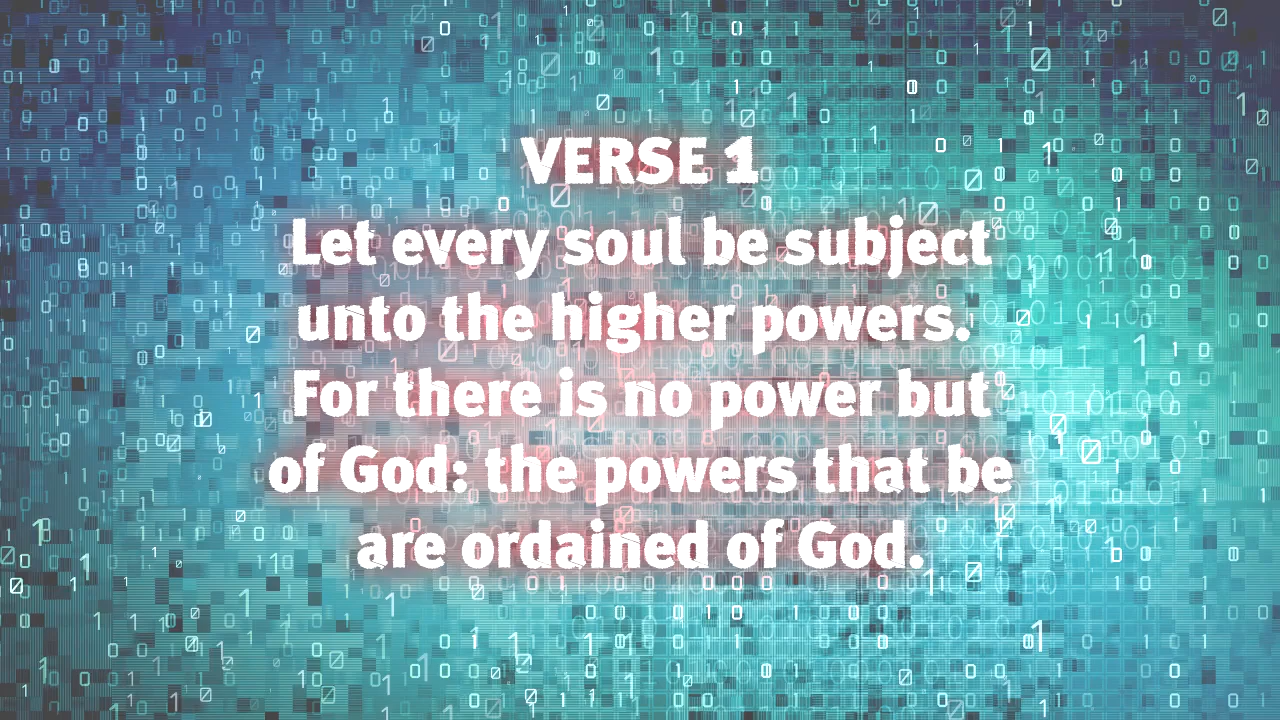 VERSE 1
Let every soul be subject
unto the higher powers.
For there is no power but
of God: the powers that be
are ordained of God.